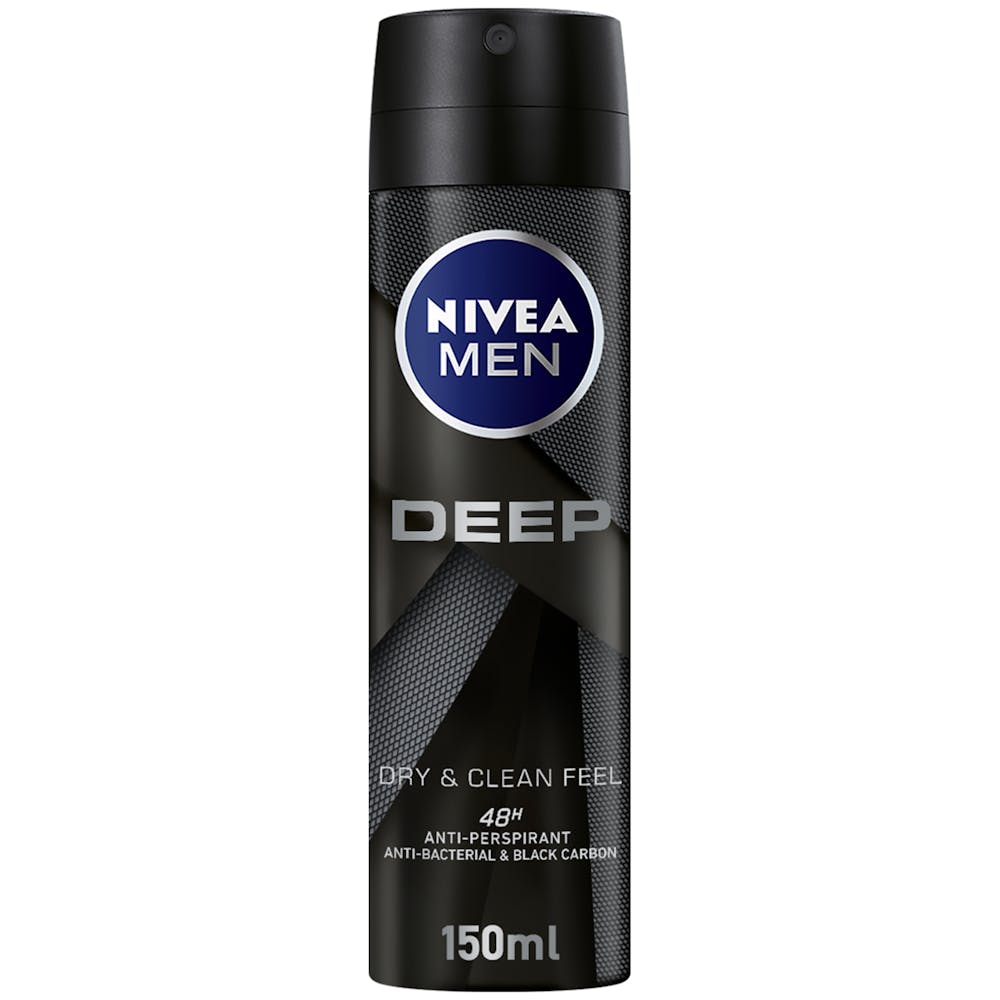 NIVEA
MEN
DEEP
DRY & CLEAN FEEL
48H
ANTI-PERSPIRANT
ANTI-BACTERIAL & BLACK CARBON
150ml